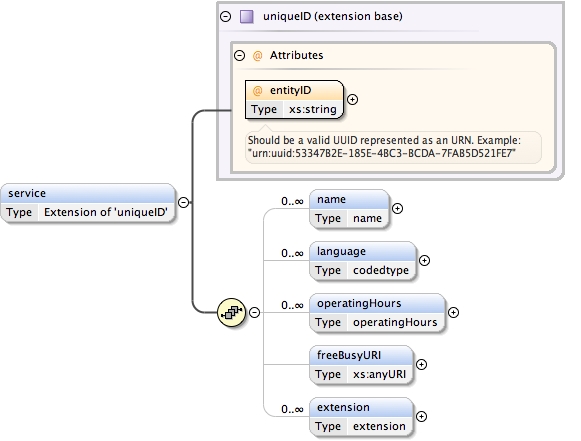 uniqueID (extension base)
@ Attributes
@ entityID
Type xs:string
Should be a valid UUID represented as an URN. Example:
"urn:uuid:53347B2E-185E-4BC3-BCDA-7FAB5D521FE7"
service
Type Extension of 'uniqueID'
0..∞ name
Type name
0..∞ language
Type codedtype
0..∞ operatingHours
Type operatingHours
freeBusyURI
Type xs:anyURI
0..∞ extension
Type extension